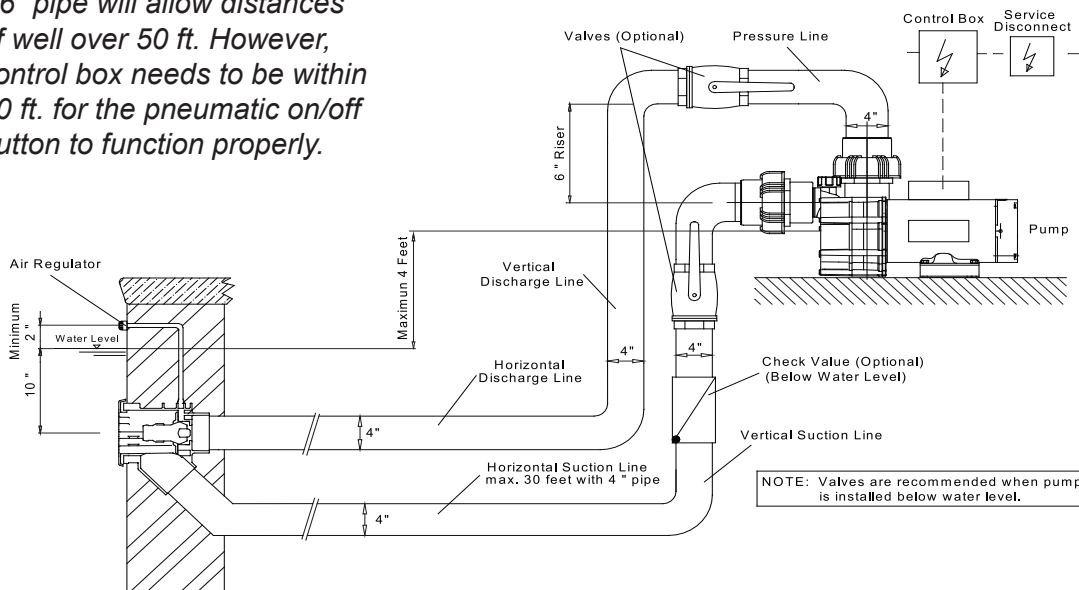 6" pipe will allow distances
f well over 50 ft. However,
ontrol box needs to be within
0 ft. for the pneumatic on/off
utton to function properly.
Control Box
Service
Disconnect
Valves (Optional)
Pressure Line
4"
6 " Riser
Pump
Air Regulator
Maximun 4 Feet
Vertical
Discharge Line
Minimum
2 "
Water Level
10 "
4"
4"
Check Value (Optional)
(Below Water Level)
Horizontal
Discharge Line
4"
Vertical Suction Line
Horizontal Suction Line
max. 30 feet with 4 " pipe
4"
NOTE: Valves are recommended when pump
is installed below water level.